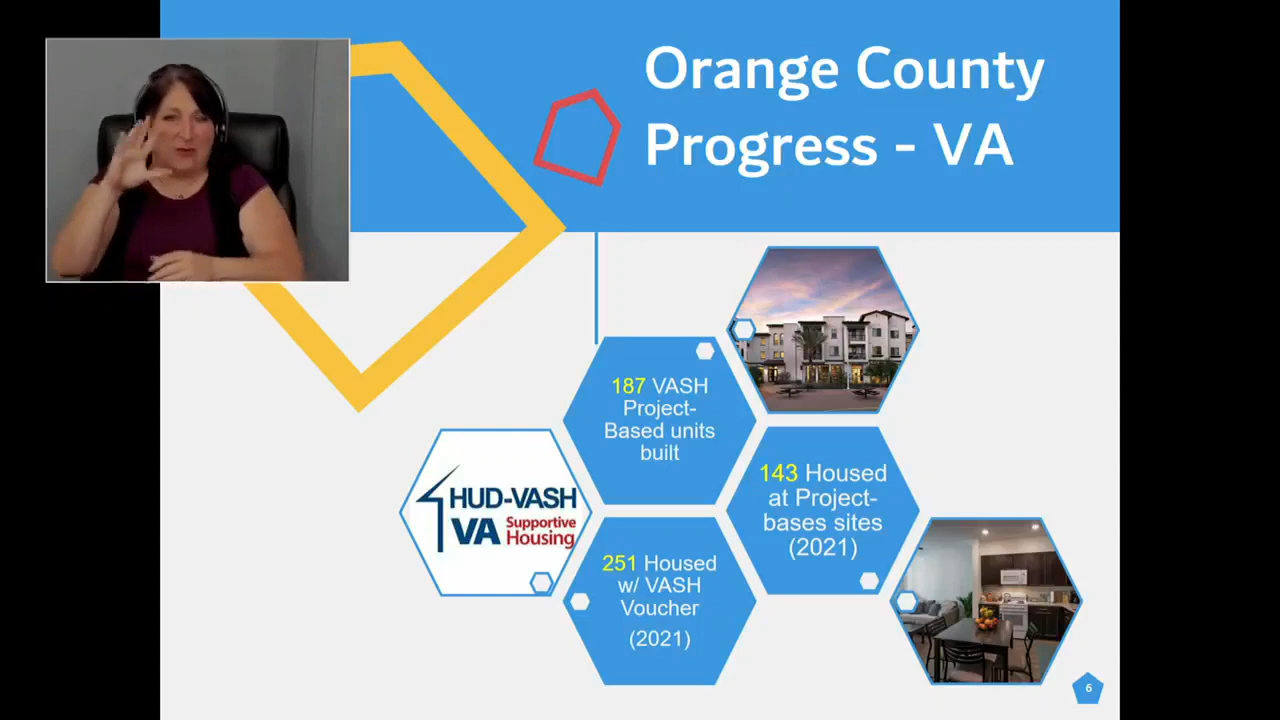 Orange County
Progress - VA
187 VASH
Project-
Based units
built
143 Housed
at Project-
bases sites
(2021)
HUD-VASH
VA Supportive
Housing
251 Housed
w/ VASH
Voucher
(2021)
6